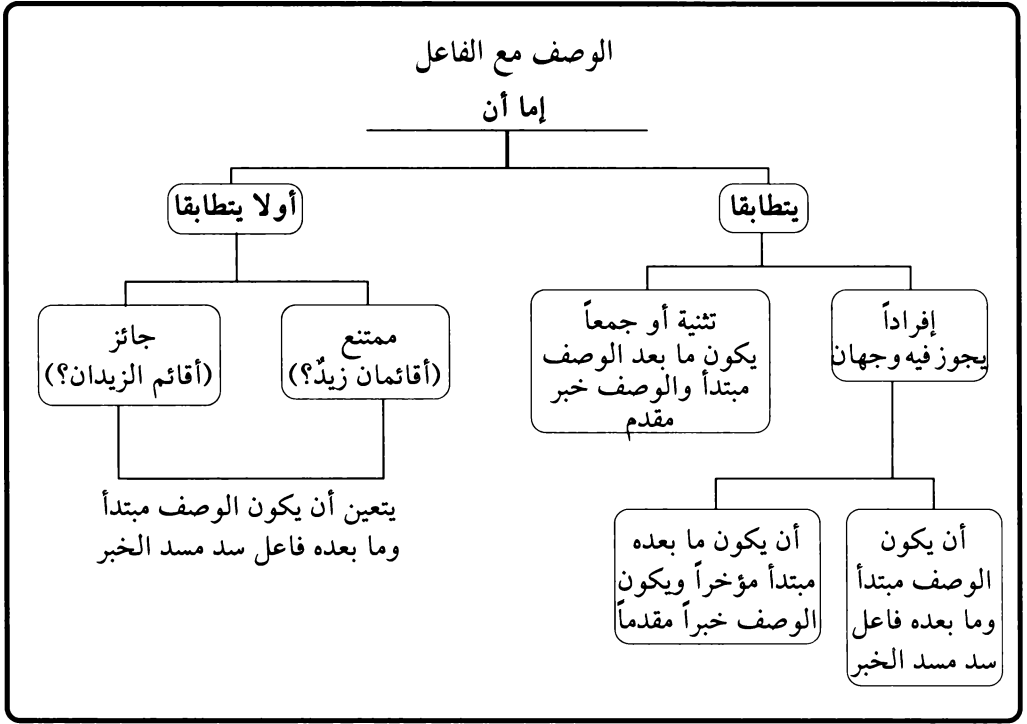 الوصف مع الفاعل
إما أن
يتطابقا
أولا يتطابقا
إفراداً
يجوز فيه وجهان
تثنية أو جمعاً
يكون ما بعد الوصف
مبتدأ والوصف خبر
مقدم
ممتنع
(أقائمان زيدٌ؟)
جائز
(أقائم الزيدان؟)
أن يكون
الوصف مبتدأ
وما بعده فاعل
سد مسد الخبر
أن يكون ما بعده
مبتدأ مؤخراً ويكون
الوصف خبراً مقدماً
يتعين أن يكون الوصف مبتدأ
وما بعده فاعل سد مسد الخبر